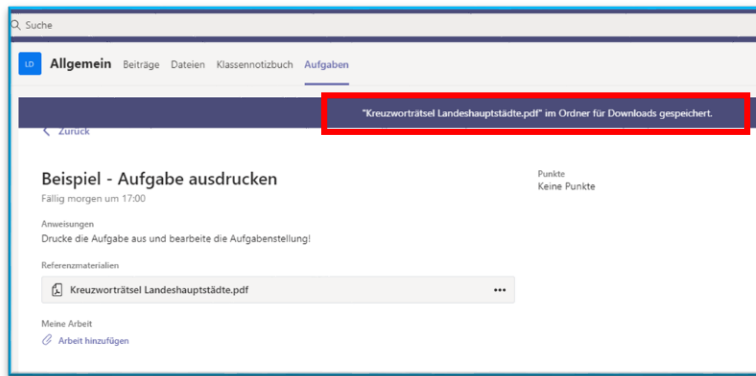 Suche
LD Allgemein Beiträge Dateien Klassennotizbuch Aufgaben
"Kreuzworträtsel Landeshauptstädte.pdf" im Ordner für Downloads gespeichert.
Zurück
Beispiel - Aufgabe ausdrucken
Fällig morgen um 17:00
Punkte
Keine Punkte
Anweisungen
Drucke die Aufgabe aus und bearbeite die Aufgabenstellung!
Referenzmaterialien
Kreuzworträtsel Landeshauptstädte.pdf
Meine Arbeit
Arbeit hinzufügen